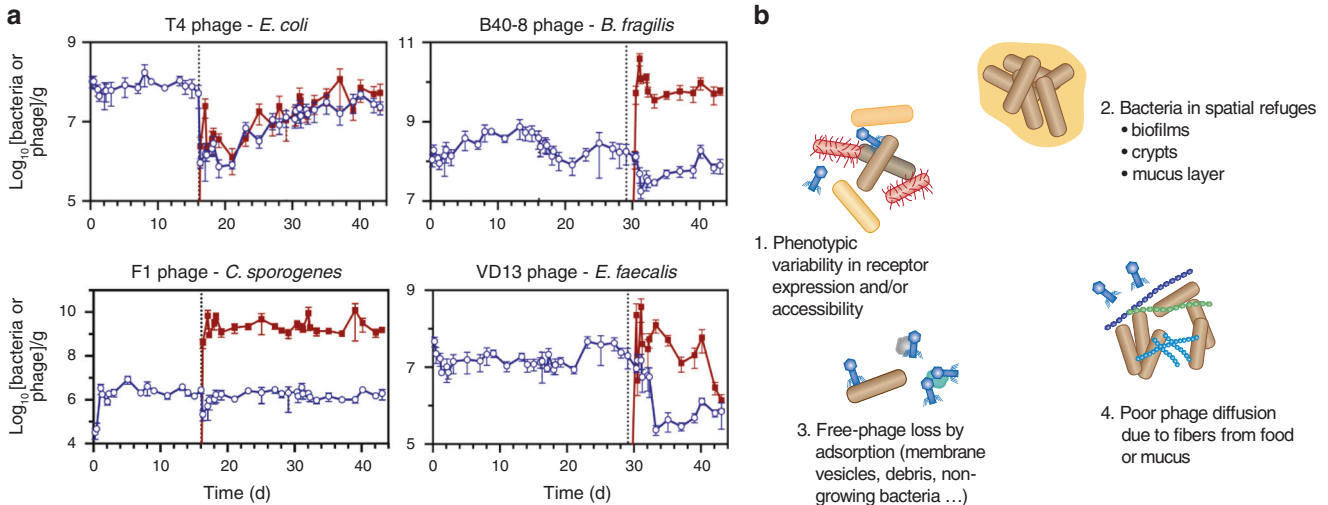 a
T4 phage - E. coli
Log10[bacteria or
phage]/g
9
7
5
0
10
20
30
40
B40-8 phage - B. fragilis
11
9
7
0
10
20
30
40
F1 phage - C. sporogenes
Log10[bacteria or
phage]/g
10
8
6
4
0
10
20
30
40
Time (d)
VD13 phage - E. faecalis
9
7
5
0
10
20
30
40
Time (d)
b
1. Phenotypic
variability in receptor
expression and/or
accessibility
2. Bacteria in spatial refuges
• biofilms
• crypts
• mucus layer
3. Free-phage loss by
adsorption (membrane
vesicles, debris, non-
growing bacteria …)
4. Poor phage diffusion
due to fibers from food
or mucus